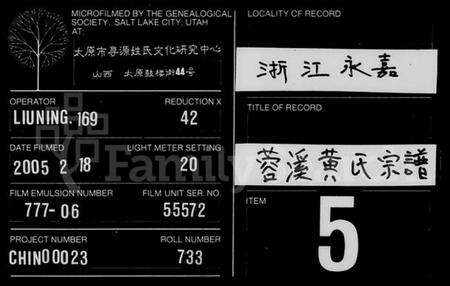 MICROFILMED BY THE GENEALOGICAL
SOCIETY, SALT LAKE CITY, UTAH
AT:
太原市寻源姓氏文化研究中心
山西 太原鼓楼街44号
OPERATOR
REDUCTION X
LIUNING. 169
42
DATE FILMED
LIGHT METER SETTING
2005 2 18
20
FILM EMULSION NUMBER
FILM UNIT SER. NO.
777-06
55572
PROJECT NUMBER
ROLL NUMBER
CHIN00023
733
LOCALITY OF RECORD
浙江永嘉
TITLE OF RECORD
蓉溪黄氏宗譜
ITEM
5